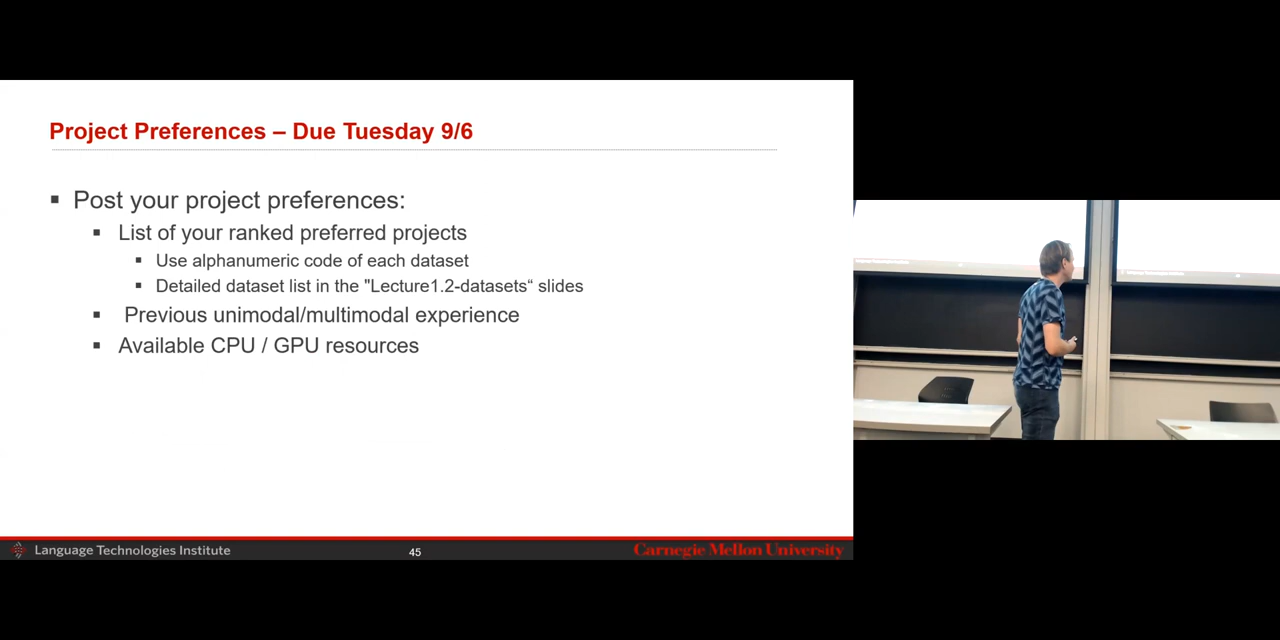 Project Preferences – Due Tuesday 9/6
Post your project preferences:
List of your ranked preferred projects
Use alphanumeric code of each dataset
Detailed dataset list in the "Lecture1.2-datasets“ slides
Previous unimodal/multimodal experience
Available CPU / GPU resources
Language Technologies Institute
45
Carnegie Mellon University